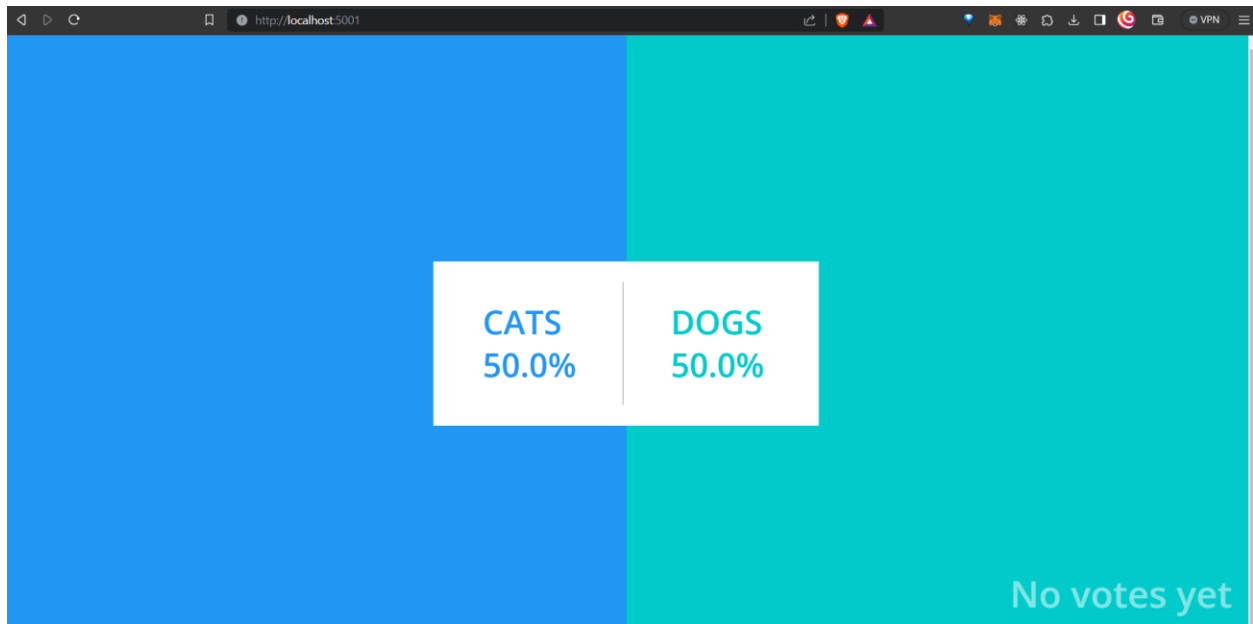 http://localhost:5001
VPN
CATS
50.0%
DOGS
50.0%
No votes yet